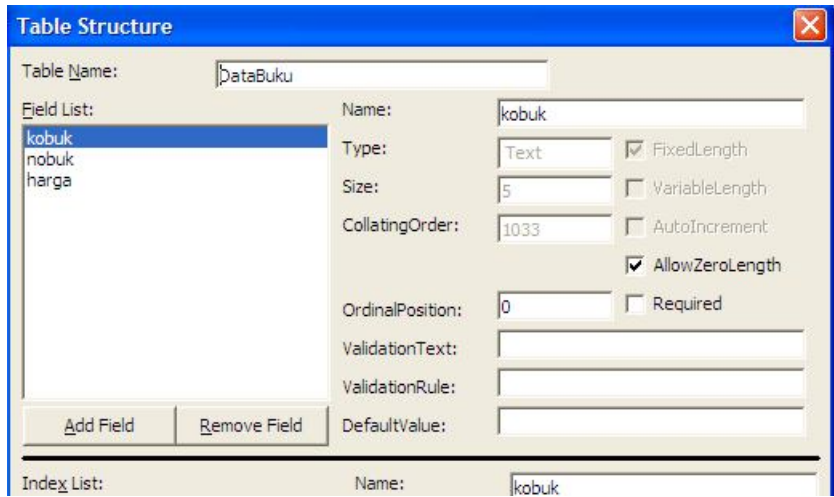 Table Structure
Table Name: DataBuku
Field List:
kobuk
nobuk
harga
Add Field Remove Field
Name: kobuk
Type: Text FixedLength
Size: 5 VariableLength
CollatingOrder: 1033 AutoIncrement
AllowZeroLength
OrdinalPosition: 0 Required
ValidationText:
ValidationRule:
DefaultValue:
Index List: Name: kobuk